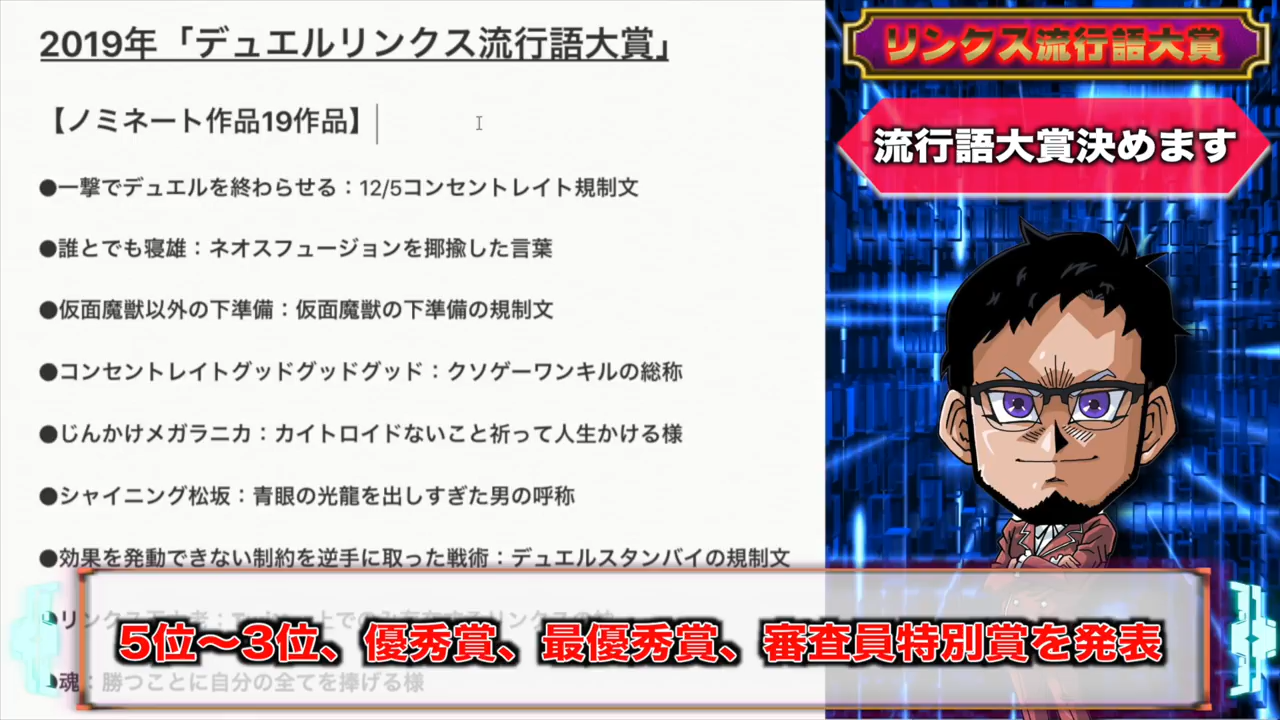 2019年「デュエルリンクス流行語大賞」
【ノミネート作品19作品】
●一撃でデュエルを終わらせる：12/5コンセントレイト規制文
●誰とでも寝雄：ネオスフュージョンを揶揄した言葉
●仮面魔獣以外の下準備：仮面魔獣の下準備の規制文
●コンセントレイトグッドグッドグッド：クソゲーワンキルの総称
●じんかけメガラニカ：カイトロイドないこと祈って人生かける様
●シャイニング松坂：青眼の光龍を出しすぎた男の呼称
●効果を発動できない制約を逆手に取った戦術：デュエルスタンバイの規制文
●リンクス
●魂：勝つことに自分の全てを捧げる様
リンクス流行語大賞
流行語大賞決めます
5位〜3位、優秀賞、最優秀賞、審査員特別賞を発表